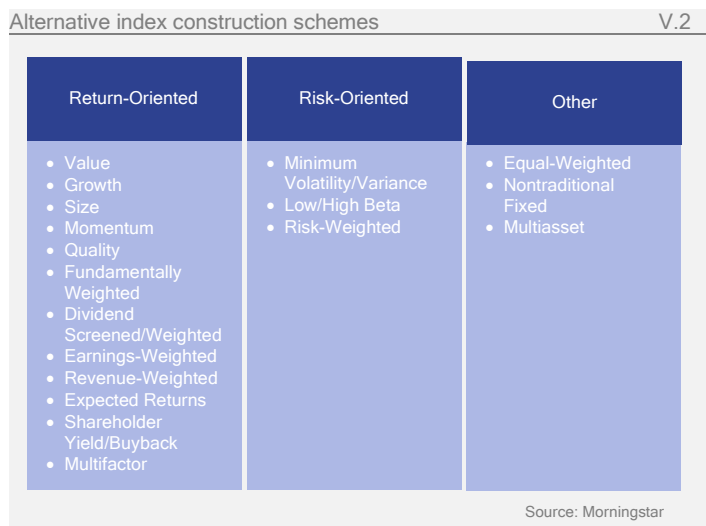 Alternative index construction schemes V.2
Return-Oriented
• Value
• Growth
• Size
• Momentum
• Quality
• Fundamentally
Weighted
• Dividend
Screened/Weighted
• Earnings-Weighted
• Revenue-Weighted
• Expected Returns
• Shareholder
Yield/Buyback
• Multifactor
Risk-Oriented
• Minimum
Volatility/Variance
• Low/High Beta
• Risk-Weighted
Other
• Equal-Weighted
• Nontraditional
Fixed
• Multiasset
Source: Morningstar